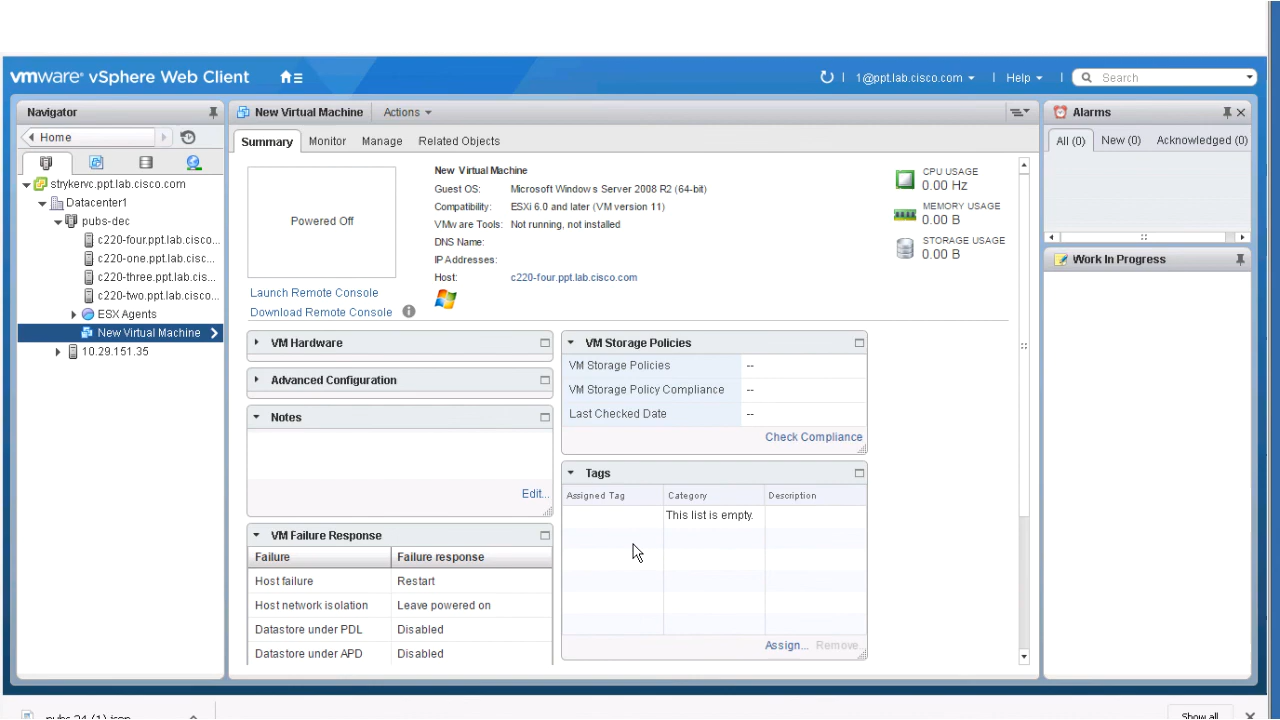 vmware® vSphere Web Client
1@ppt.lab.cisco.com
Help
Search
Navigator
Home
strykervc.ppt.lab.cisco.com
Datacenter1
pubs-dec
c220-four.ppt.lab.cisco...
c220-one.ppt.lab.cisc...
c220-three.ppt.lab.cis...
c220-two.ppt.lab.cisco...
ESX Agents
New Virtual Machine
10.29.151.35
New Virtual Machine
Actions
Summary
Monitor
Manage
Related Objects
Powered Off
Launch Remote Console
Download Remote Console
New Virtual Machine
Guest OS: Microsoft Windows Server 2008 R2 (64-bit)
Compatibility: ESXi 6.0 and later (VM version 11)
VMware Tools: Not running, not installed
DNS Name:
IP Addresses:
Host: c220-four.ppt.lab.cisco.com
CPU USAGE
0.00 Hz
MEMORY USAGE
0.00 B
STORAGE USAGE
0.00 B
VM Hardware
Advanced Configuration
Notes
Edit...
VM Failure Response
Failure Failure response
Host failure Restart
Host network isolation Leave powered on
Datastore under PDL Disabled
Datastore under APD Disabled
VM Storage Policies
VM Storage Policies --
VM Storage Policy Compliance --
Last Checked Date --
Check Compliance
Tags
Assigned Tag Category Description
This list is empty.
Assign... Remove
Alarms
All (0) New (0) Acknowledged (0)
Work In Progress
Show all